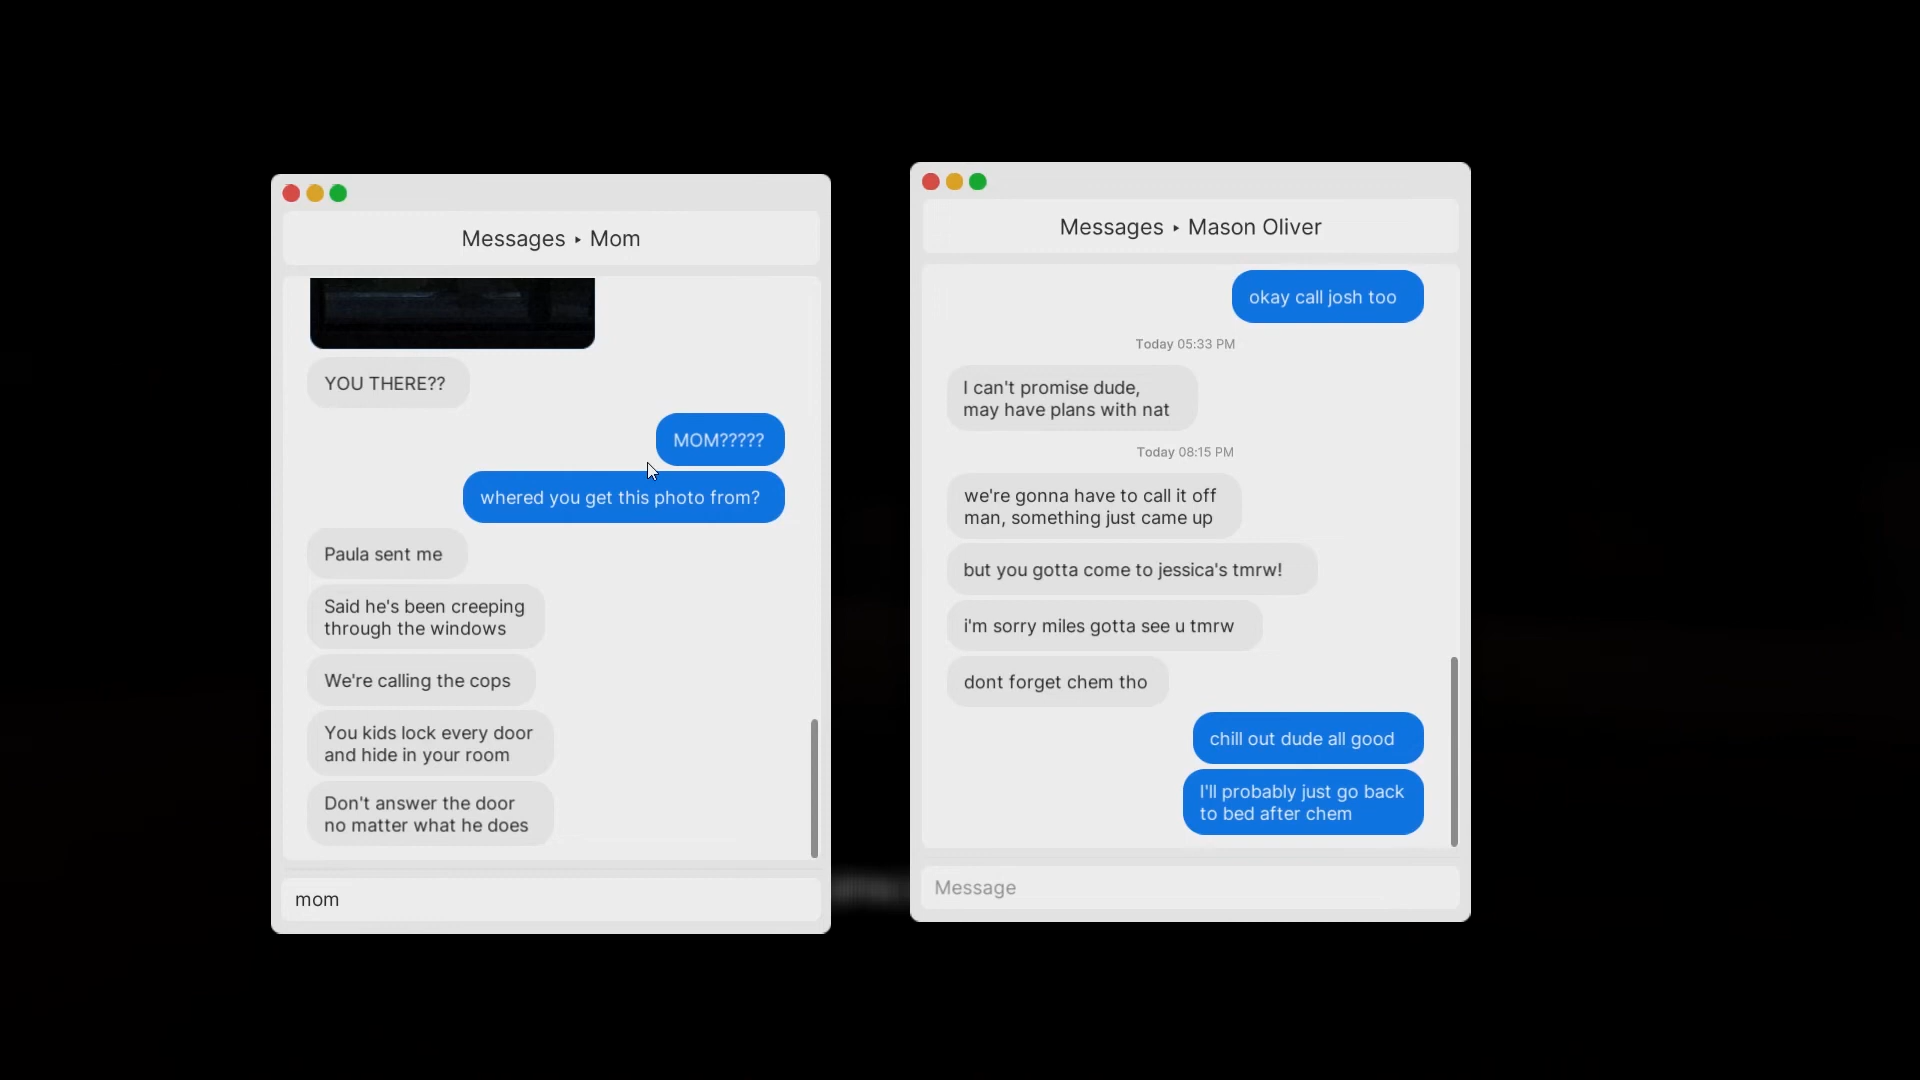 Messages ▸ Mom
YOU THERE??
MOM?????
whered you get this photo from?
Paula sent me
Said he's been creeping
through the windows
We're calling the cops
You kids lock every door
and hide in your room
Don't answer the door
no matter what he does
mom
Messages ▸ Mason Oliver
okay call josh too
Today 05:33 PM
I can't promise dude,
may have plans with nat
Today 08:15 PM
we're gonna have to call it off
man, something just came up
but you gotta come to jessica's tmrw!
i'm sorry miles gotta see u tmrw
dont forget chem tho
chill out dude all good
I'll probably just go back
to bed after chem
Message